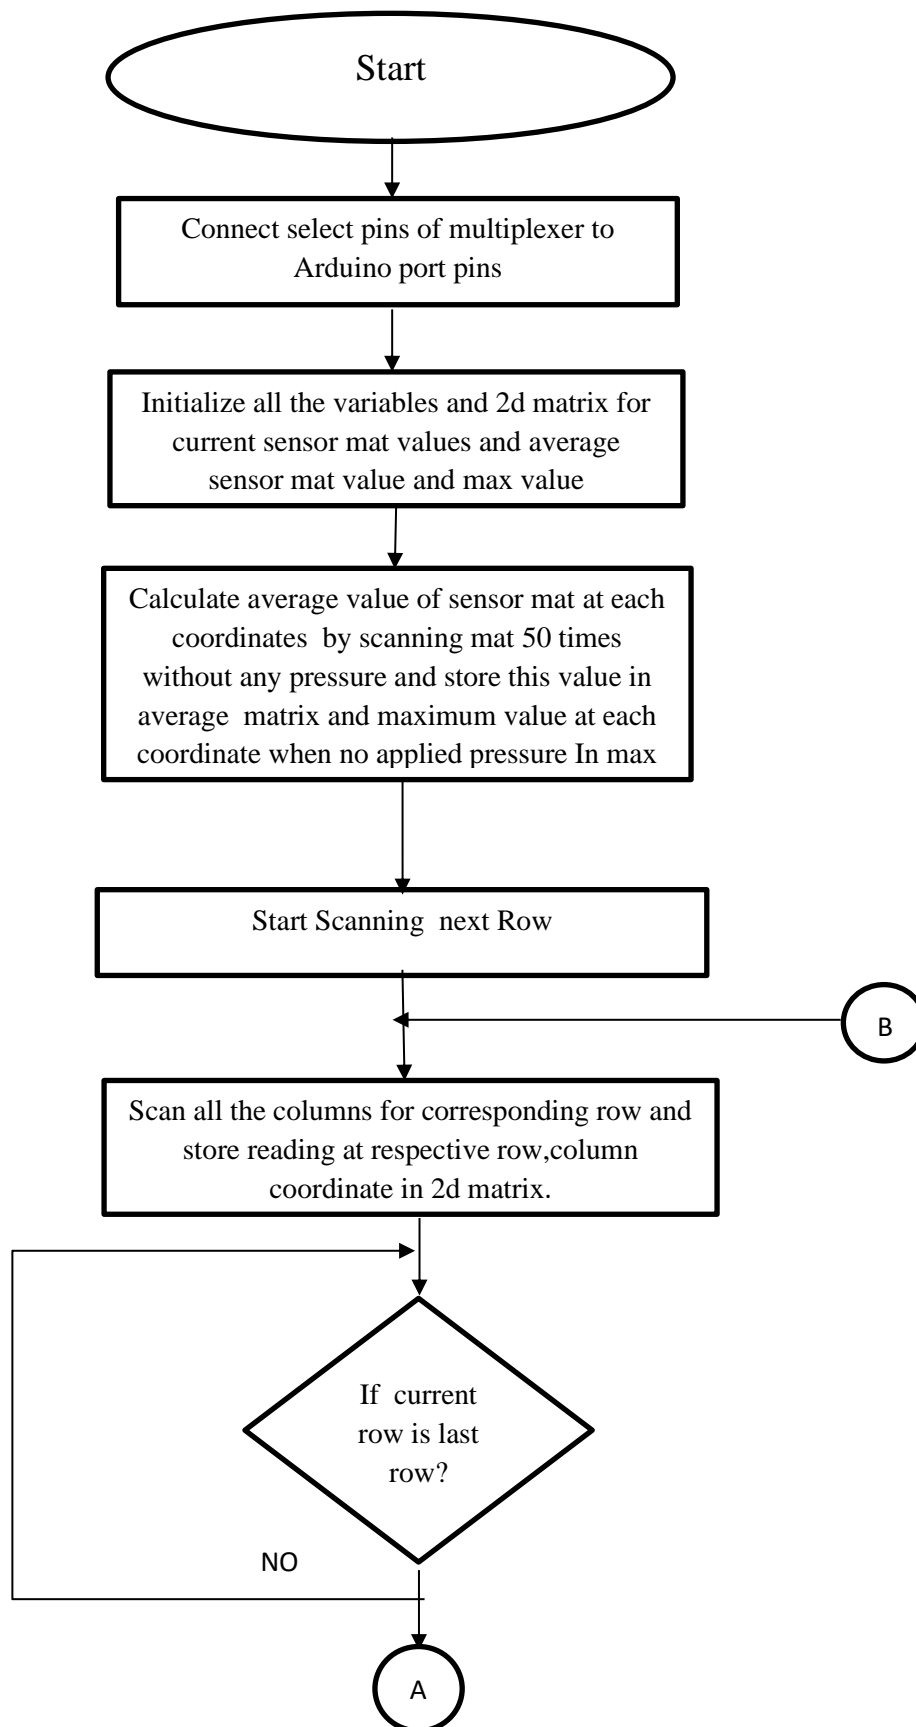 Start
Connect select pins of multiplexer to
Arduino port pins
Initialize all the variables and 2d matrix for
current sensor mat values and average
sensor mat value and max value
Calculate average value of sensor mat at each
coordinates by scanning mat 50 times
without any pressure and store this value in
average matrix and maximum value at each
coordinate when no applied pressure In max
Start Scanning next Row
B
Scan all the columns for corresponding row and
store reading at respective row,column
coordinate in 2d matrix.
If current
row is last
row?
NO
A